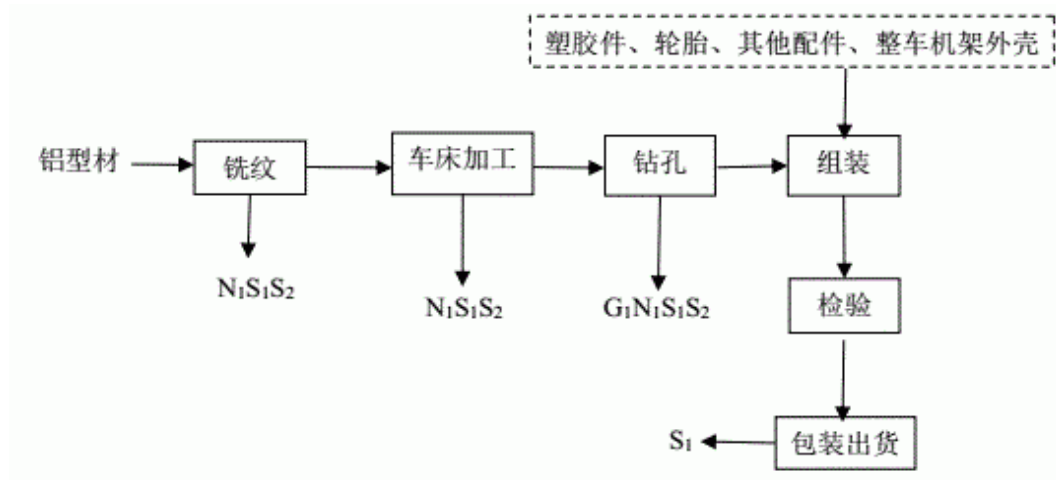 塑胶件、轮胎、其他配件、整车机架外壳
铝型材
铣纹
车床加工
钻孔
组装
N₁S₁S₂
N₁S₁S₂
G₁N₁S₁S₂
检验
S₁
包装出货